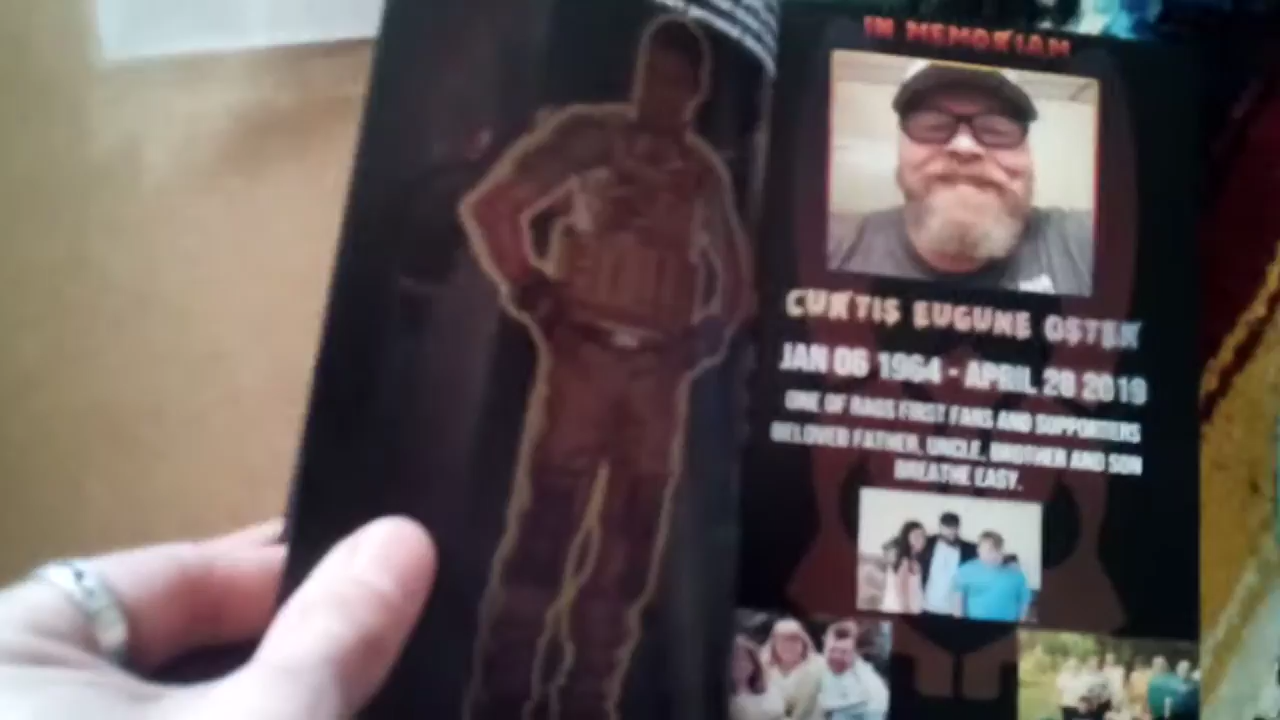 IN MEMORIAM
CURTIS EUGUNE OSTER
JAN 06 1964 - APRIL 28 2019
ONE OF RAGS FIRST FANS AND SUPPORTERS
BELOVED FATHER, UNCLE, BROTHER AND SON
BREATHE EASY.